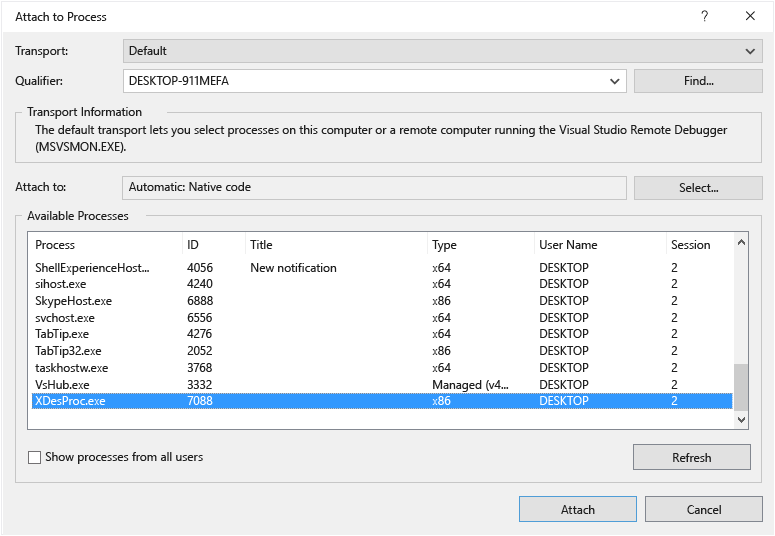 Attach to Process ?
Transport: Default
Qualifier: DESKTOP-911MEFA Find...
Transport Information
The default transport lets you select processes on this computer or a remote computer running the Visual Studio Remote Debugger
(MSVSMON.EXE).
Attach to: Automatic: Native code Select...
Available Processes
Process ID Title Type User Name Session
ShellExperienceHost... 4056 New notification x64 DESKTOP 2
sihost.exe 4240 x64 DESKTOP 2
SkypeHost.exe 6888 x86 DESKTOP 2
svchost.exe 6556 x64 DESKTOP 2
TabTip.exe 4276 x64 DESKTOP 2
TabTip32.exe 2052 x86 DESKTOP 2
taskhostw.exe 3768 x64 DESKTOP 2
VsHub.exe 3332 Managed (v4... DESKTOP 2
XDesProc.exe 7088 x86 DESKTOP 2
Show processes from all users Refresh
Attach Cancel